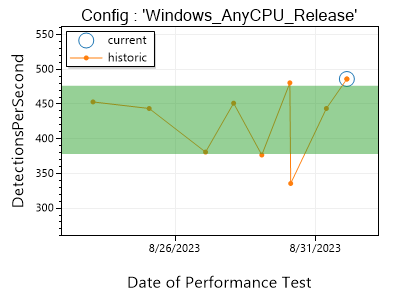 Config : 'Windows_AnyCPU_Release'
current
historic
DetectionsPerSecond
550
500
450
400
350
300
8/26/2023
8/31/2023
Date of Performance Test